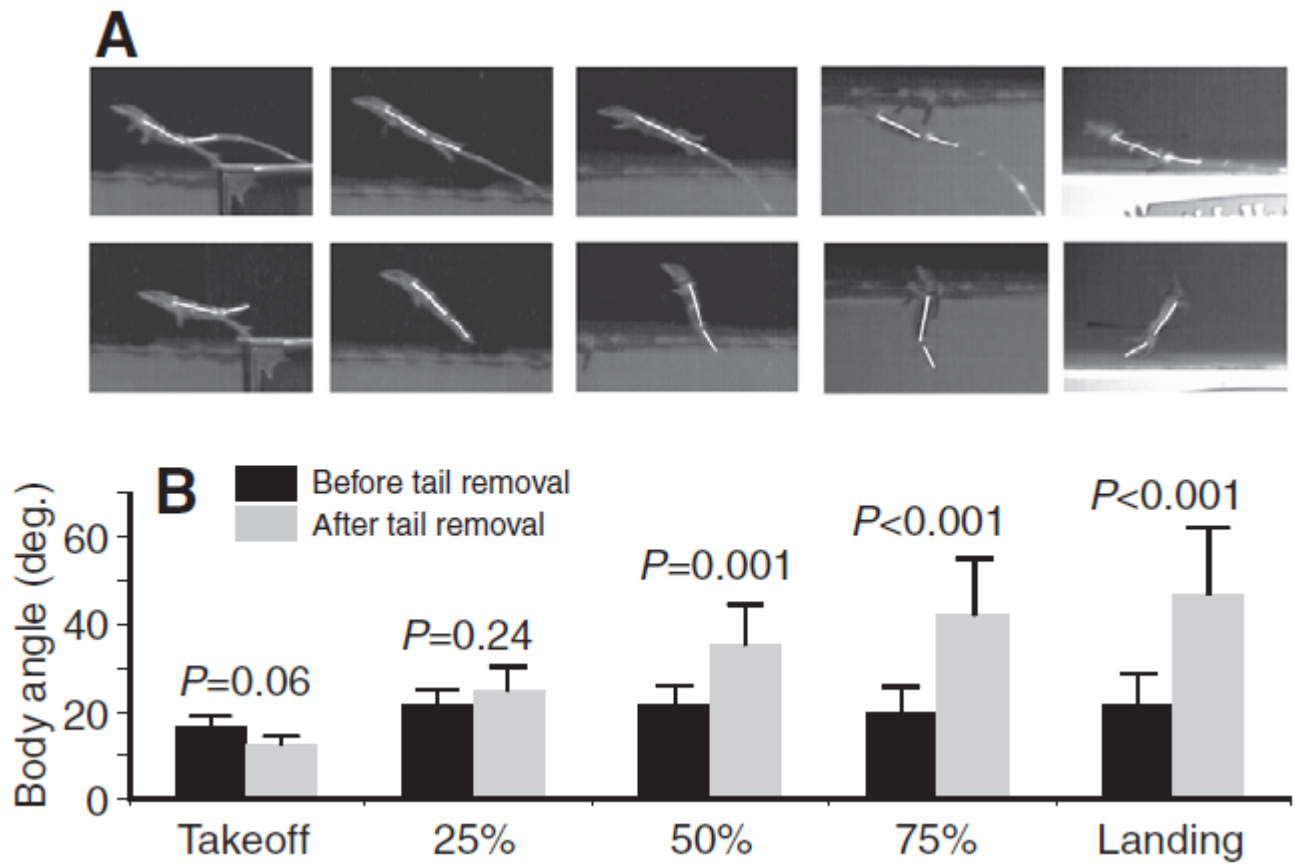 A
B
Before tail removal
After tail removal
Body angle (deg.)
60
40
20
0
P=0.06
P=0.24
P=0.001
P<0.001
P<0.001
Takeoff
25%
50%
75%
Landing